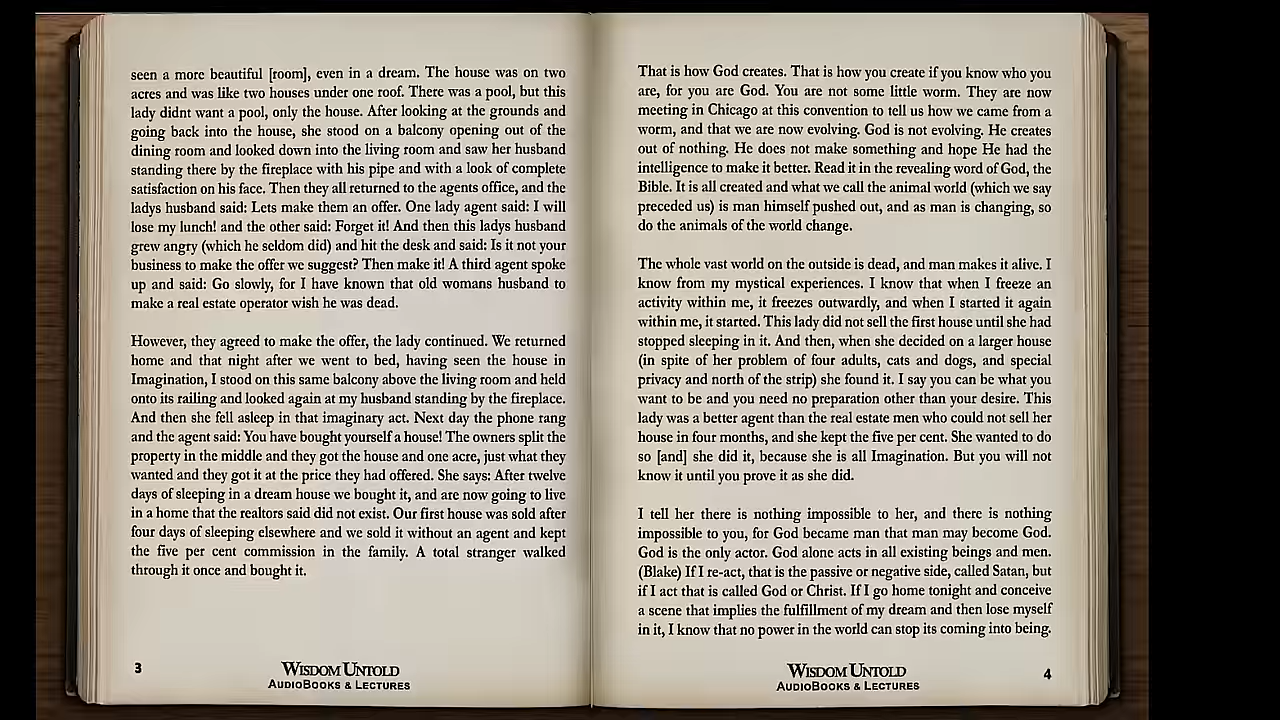 seen a more beautiful [room], even in a dream. The house was on two
acres and was like two houses under one roof. There was a pool, but this
lady didnt want a pool, only the house. After looking at the grounds and
going back into the house, she stood on a balcony opening out of the
dining room and looked down into the living room and saw her husband
standing there by the fireplace with his pipe and with a look of complete
satisfaction on his face. Then they all returned to the agents office, and the
ladys husband said: Lets make them an offer. One lady agent said: I will
lose my lunch! and the other said: Forget it! And then this ladys husband
grew angry (which he seldom did) and hit the desk and said: Is it not your
business to make the offer we suggest? Then make it! A third agent spoke
up and said: Go slowly, for I have known that old womans husband to
make a real estate operator wish he was dead.
However, they agreed to make the offer, the lady continued. We returned
home and that night after we went to bed, having seen the house in
Imagination, I stood on this same balcony above the living room and held
onto its railing and looked again at my husband standing by the fireplace.
And then she fell asleep in that imaginary act. Next day the phone rang
and the agent said: You have bought yourself a house! The owners split the
property in the middle and they got the house and one acre, just what they
wanted and they got it at the price they had offered. She says: After twelve
days of sleeping in a dream house we bought it, and are now going to live
in a home that the realtors said did not exist. Our first house was sold after
four days of sleeping elsewhere and we sold it without an agent and kept
the five per cent commission in the family. A total stranger walked
through it once and bought it.
3
WISDOM UNTOLD
AUDIOBOOKS & LECTURES
That is how God creates. That is how you create if you know who you
are, for you are God. You are not some little worm. They are now
meeting in Chicago at this convention to tell us how we came from a
worm, and that we are now evolving. God is not evolving. He creates
out of nothing. He does not make something and hope He had the
intelligence to make it better. Read it in the revealing word of God, the
Bible. It is all created and what we call the animal world (which we say
preceded us) is man himself pushed out, and as man is changing, so
do the animals of the world change.
The whole vast world on the outside is dead, and man makes it alive. I
know from my mystical experiences. I know that when I freeze an
activity within me, it freezes outwardly, and when I started it again
within me, it started. This lady did not sell the first house until she had
stopped sleeping in it. And then, when she decided on a larger house
(in spite of her problem of four adults, cats and dogs, and special
privacy and north of the strip) she found it. I say you can be what you
want to be and you need no preparation other than your desire. This
lady was a better agent than the real estate men who could not sell her
house in four months, and she kept the five per cent. She wanted to do
so [and] she did it, because she is all Imagination. But you will not
know it until you prove it as she did.
I tell her there is nothing impossible to her, and there is nothing
impossible to you, for God became man that man may become God.
God is the only actor. God alone acts in all existing beings and men.
(Blake) If I re-act, that is the passive or negative side, called Satan, but
if I act that is called God or Christ. If I go home tonight and conceive
a scene that implies the fulfillment of my dream and then lose myself
in it, I know that no power in the world can stop its coming into being.
WISDOM UNTOLD
AUDIOBOOKS & LECTURES
4